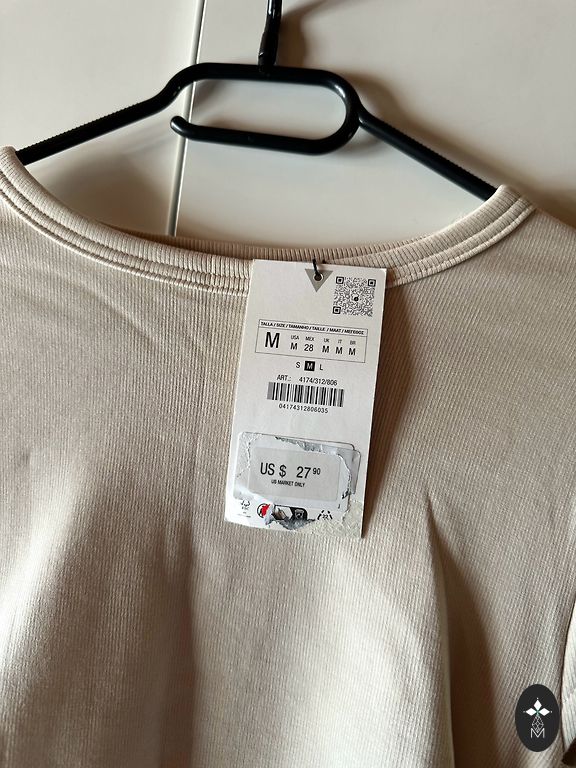 TALLA / SIZE / TAMANHO / TAILLE / MAAT / ΜΕΓΕΘΟΣ
M
USA MEX UK IT BR
M 28 M M M
S M L
ART.: 4174/312/806
04174312806035
US $ 27.90
US MARKET ONLY
M